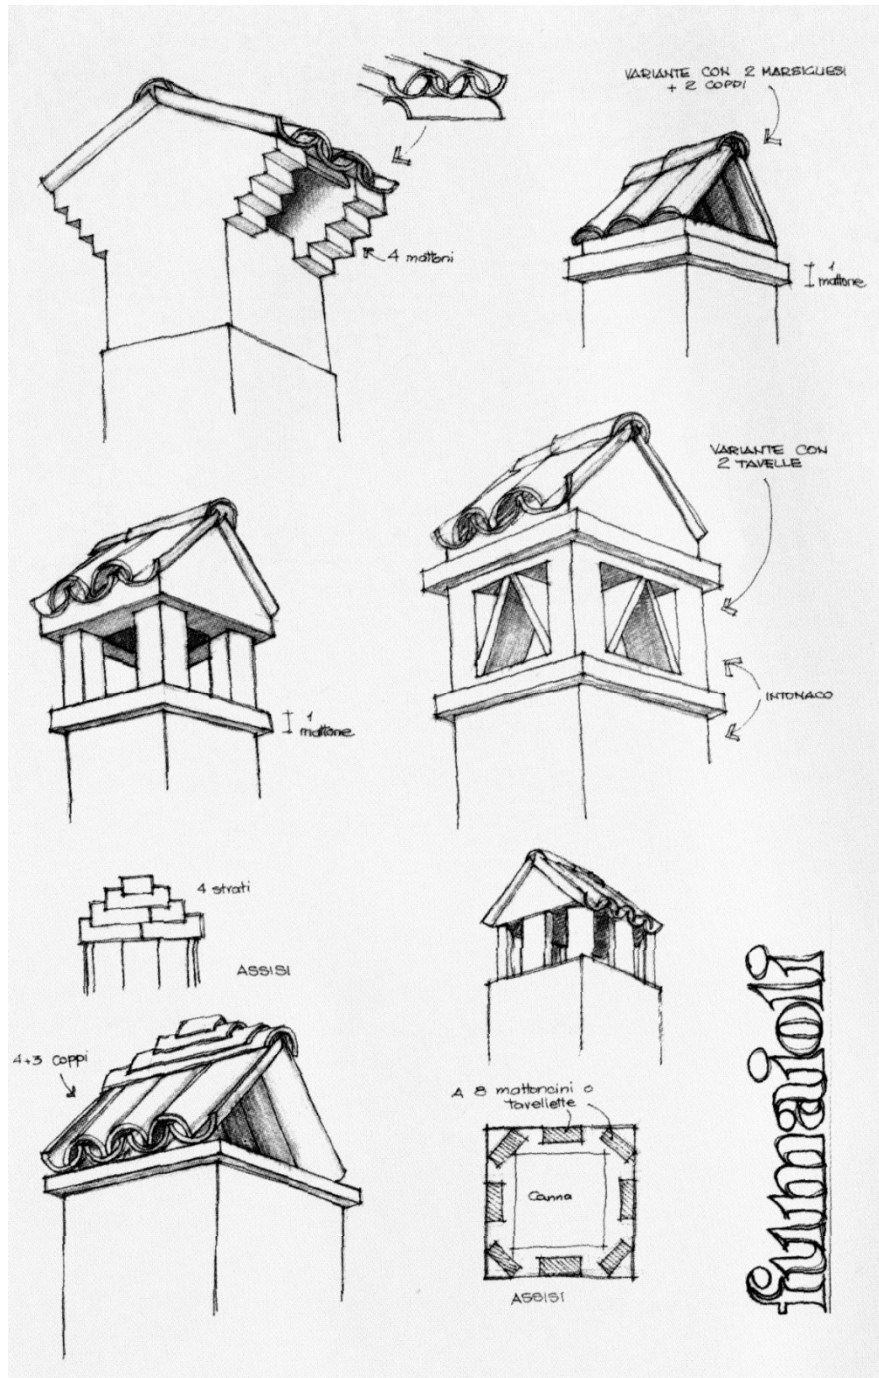 VARIANTE CON 2 MARSIGLIESI
+ 2 COPPI
4 mattoni
1
mattone
VARIANTE CON
2 TAVELLE
1
mattone
INTONACO
4 strati
ASSISI
4+3 coppi
A 8 mattoncini o
tavellette
Canna
ASSISI
fumaioli